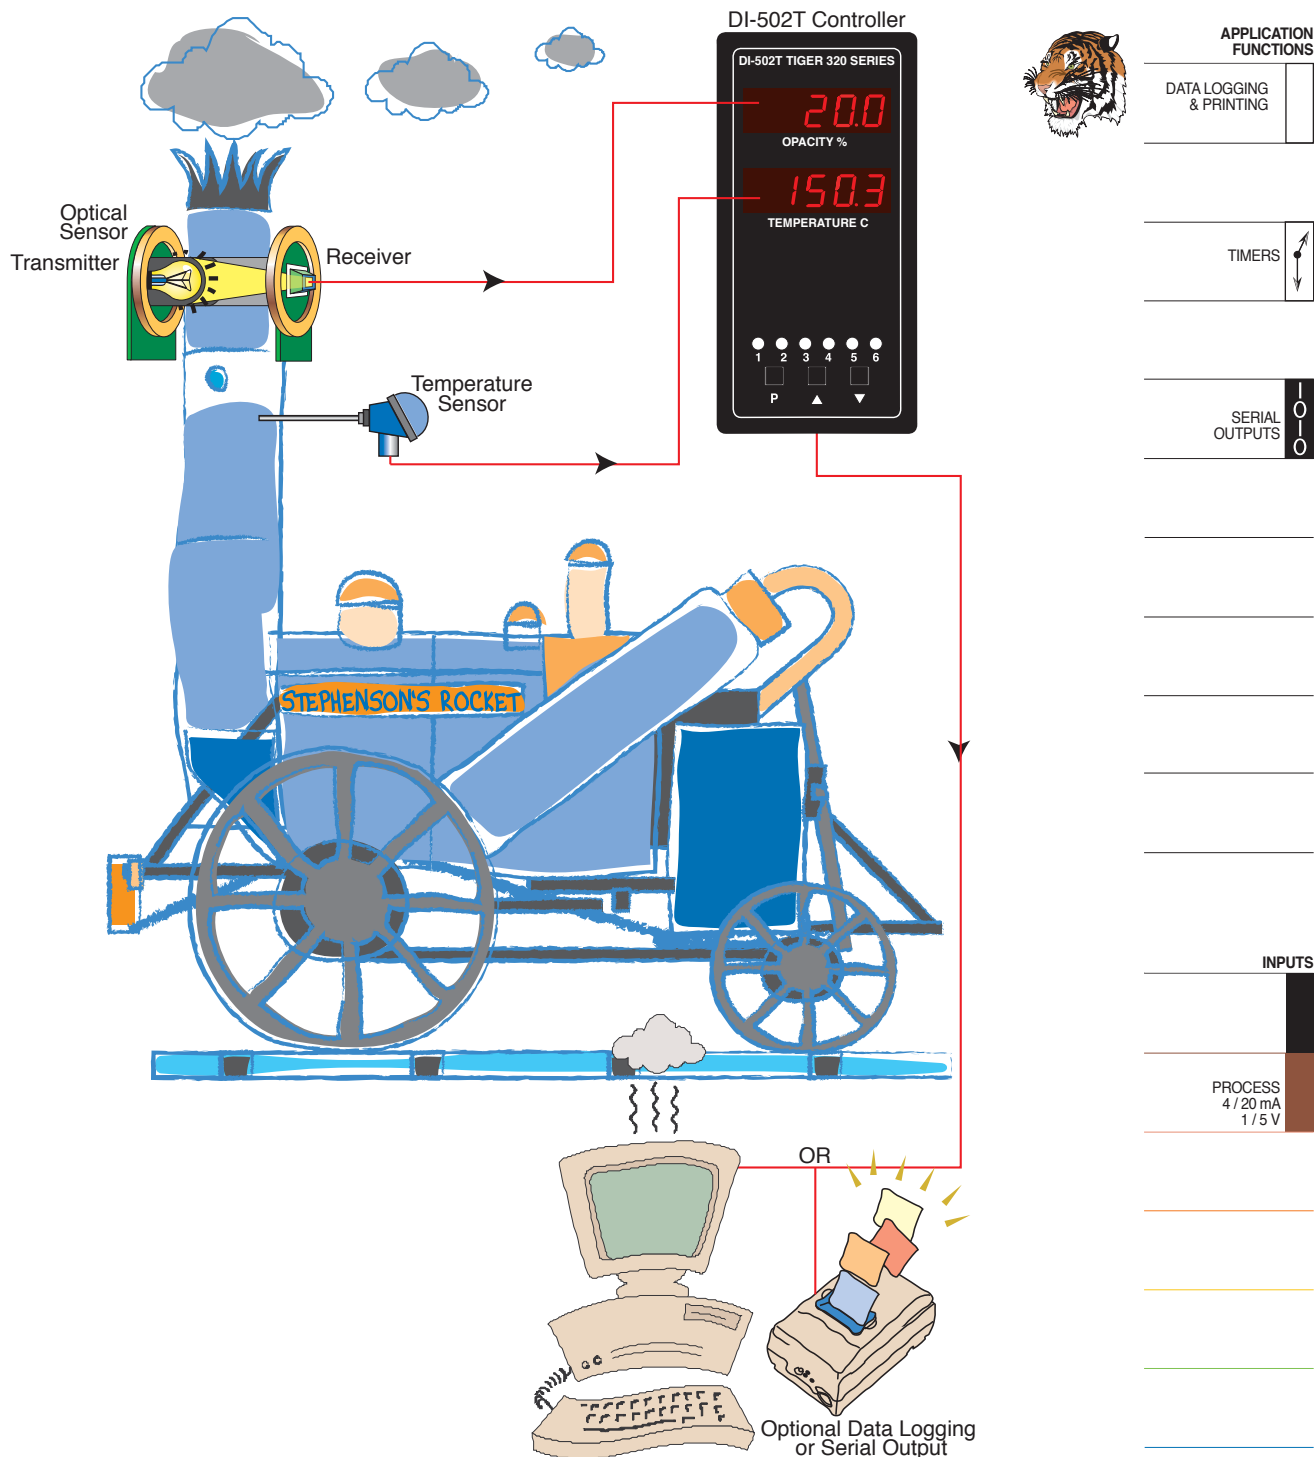 DI-502T Controller
DI-502T TIGER 320 SERIES
20.0
OPACITY %
150.3
TEMPERATURE C
1 2 3 4 5 6
P
Optical
Sensor
Transmitter
Receiver
Temperature
Sensor
STEPHENSON'S ROCKET
OR
Optional Data Logging
or Serial Output
APPLICATION
FUNCTIONS
DATA LOGGING
& PRINTING
TIMERS
SERIAL
OUTPUTS
I
O
I
O
INPUTS
PROCESS
4 / 20 mA
1 / 5 V